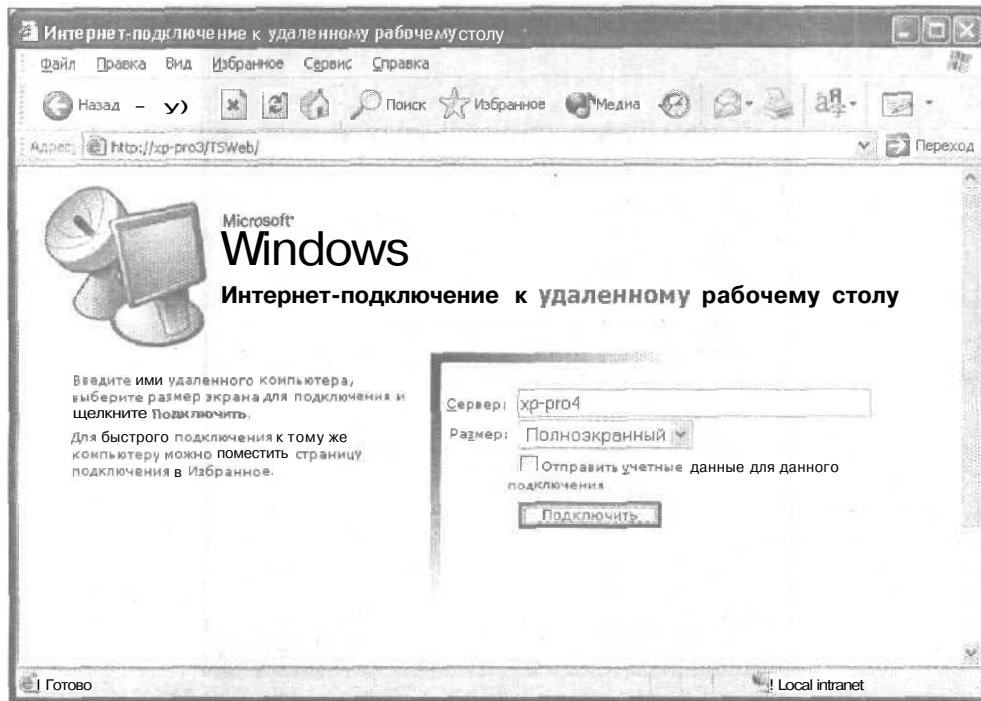 Интернет-подключение к удаленному рабочему столу
Файл Правка Вид Избранное Сервис Справка
Назад – У) Поиск Избранное Медиа
Адрес: http://xp-pro3/TSWeb/ Переход
Microsoft
Windows
Интернет-подключение к удаленному рабочему столу
Введите ими удаленного компьютера,
выберите размер экрана для подключения и
щелкните Подключить.
Для быстрого подключения к тому же
компьютеру можно поместить страницу
подключения в Избранное.
Сервер: xp-pro4
Размер: Полноэкранный
Отправить учетные данные для данного
подключения
Подключить
! Готово
! Local intranet